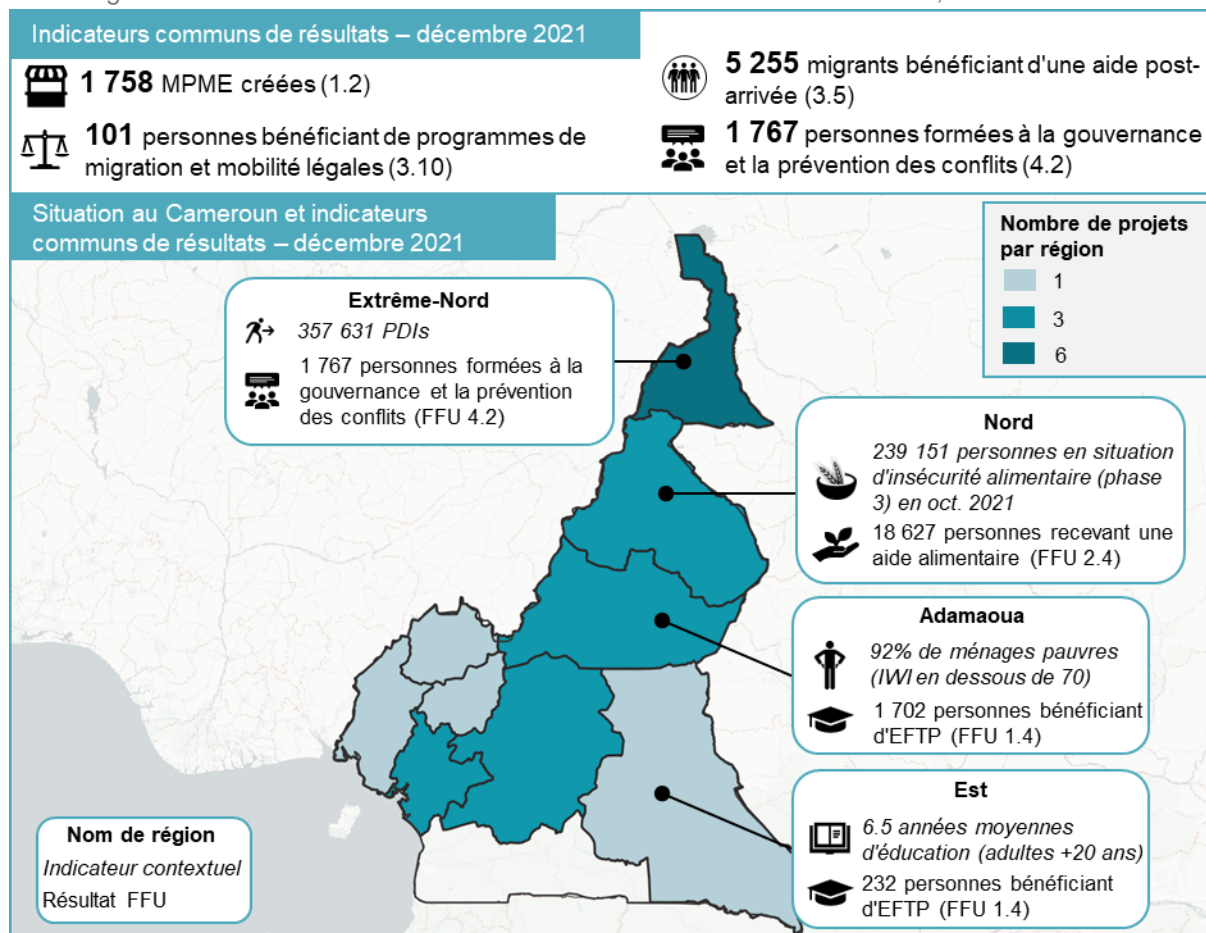 Indicateurs communs de résultats – décembre 2021
1 758 MPME créées (1.2)
101 personnes bénéficiant de programmes de
migration et mobilité légales (3.10)
5 255 migrants bénéficiant d'une aide post-
arrivée (3.5)
1 767 personnes formées à la gouvernance
et la prévention des conflits (4.2)
Situation au Cameroun et indicateurs
communs de résultats – décembre 2021
Nombre de projets
par région
1
3
6
Extrême-Nord
357 631 PDIs
1 767 personnes formées à la
gouvernance et la prévention
des conflits (FFU 4.2)
Nord
239 151 personnes en situation
d'insécurité alimentaire (phase
3) en oct. 2021
18 627 personnes recevant une
aide alimentaire (FFU 2.4)
Adamaoua
92% de ménages pauvres
(IWI en dessous de 70)
1 702 personnes bénéficiant
d'EFTP (FFU 1.4)
Est
6.5 années moyennes
d'éducation (adultes +20 ans)
232 personnes bénéficiant
d'EFTP (FFU 1.4)
Nom de région
Indicateur contextuel
Résultat FFU